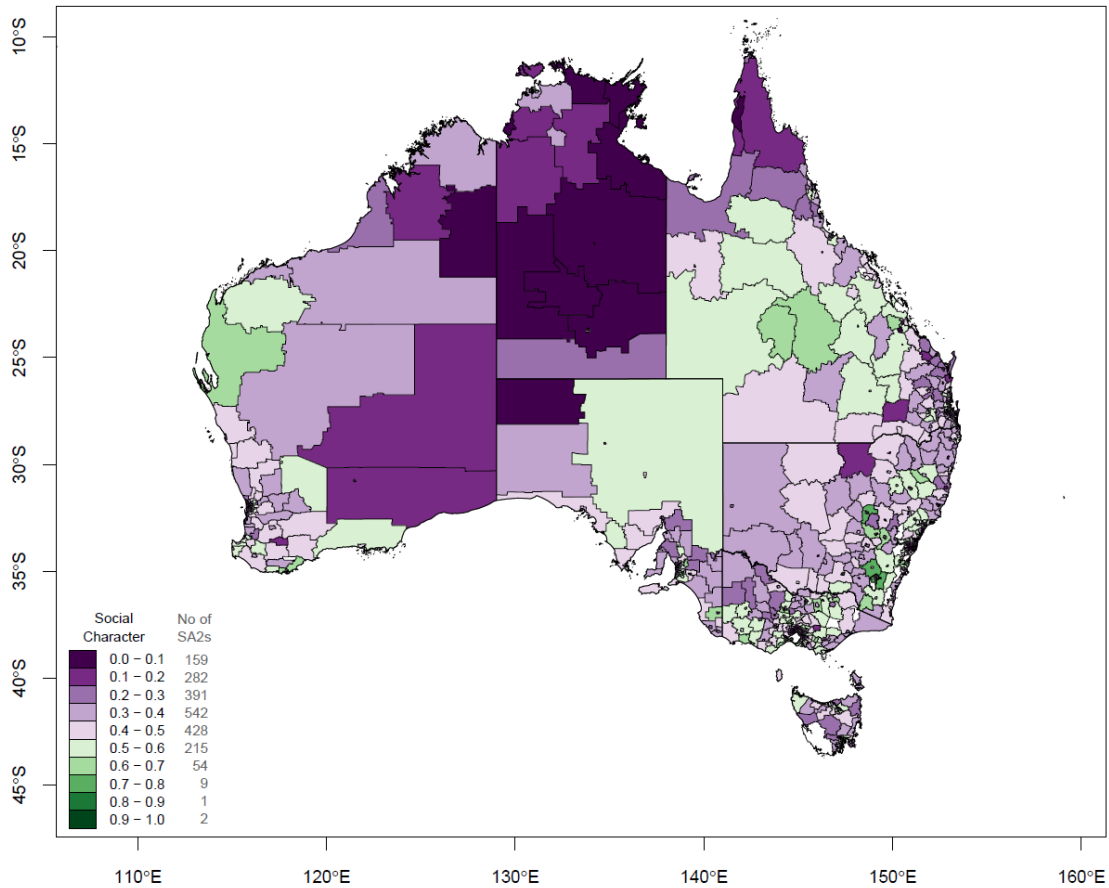 10°S
15°S
20°S
25°S
30°S
35°S
40°S
45°S
Social No of
Character SA2s
0.0 – 0.1 159
0.1 – 0.2 282
0.2 – 0.3 391
0.3 – 0.4 542
0.4 – 0.5 428
0.5 – 0.6 215
0.6 – 0.7 54
0.7 – 0.8 9
0.8 – 0.9 1
0.9 – 1.0 2
110°E 120°E 130°E 140°E 150°E 160°E